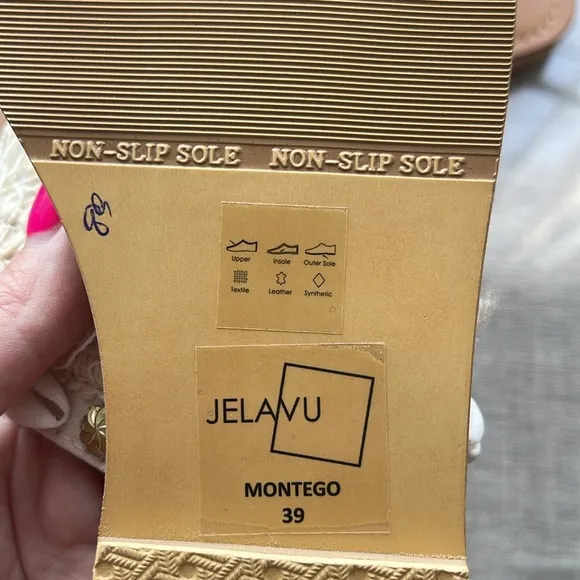 NON-SLIP SOLE NON-SLIP SOLE
Upper Insole Outer Sole
Textile Leather Synthetic
JELAVU
MONTEGO
39